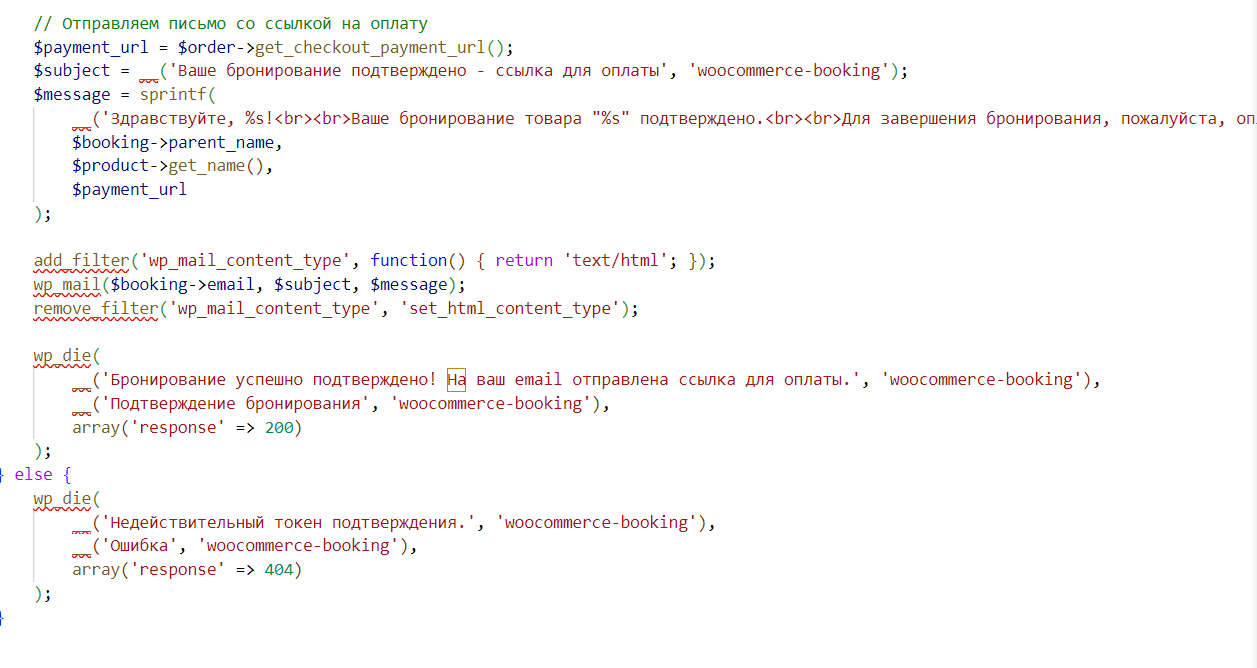 // Отправляем письмо со ссылкой на оплату
$payment_url = $order->get_checkout_payment_url();
$subject = __('Ваше бронирование подтверждено - ссылка для оплаты', 'woocommerce-booking');
$message = sprintf(
__('Здравствуйте, %s!<br><br>Ваше бронирование товара "%s" подтверждено.<br><br>Для завершения бронирования, пожалуйста, оп
$booking->parent_name,
$product->get_name(),
$payment_url
);
add_filter('wp_mail_content_type', function() { return 'text/html'; });
wp_mail($booking->email, $subject, $message);
remove_filter('wp_mail_content_type', 'set_html_content_type');
wp_die(
__('Бронирование успешно подтверждено! На ваш email отправлена ссылка для оплаты.', 'woocommerce-booking'),
__('Подтверждение бронирования', 'woocommerce-booking'),
array('response' => 200)
);
} else {
wp_die(
__('Недействительный токен подтверждения.', 'woocommerce-booking'),
__('Ошибка', 'woocommerce-booking'),
array('response' => 404)
);
}